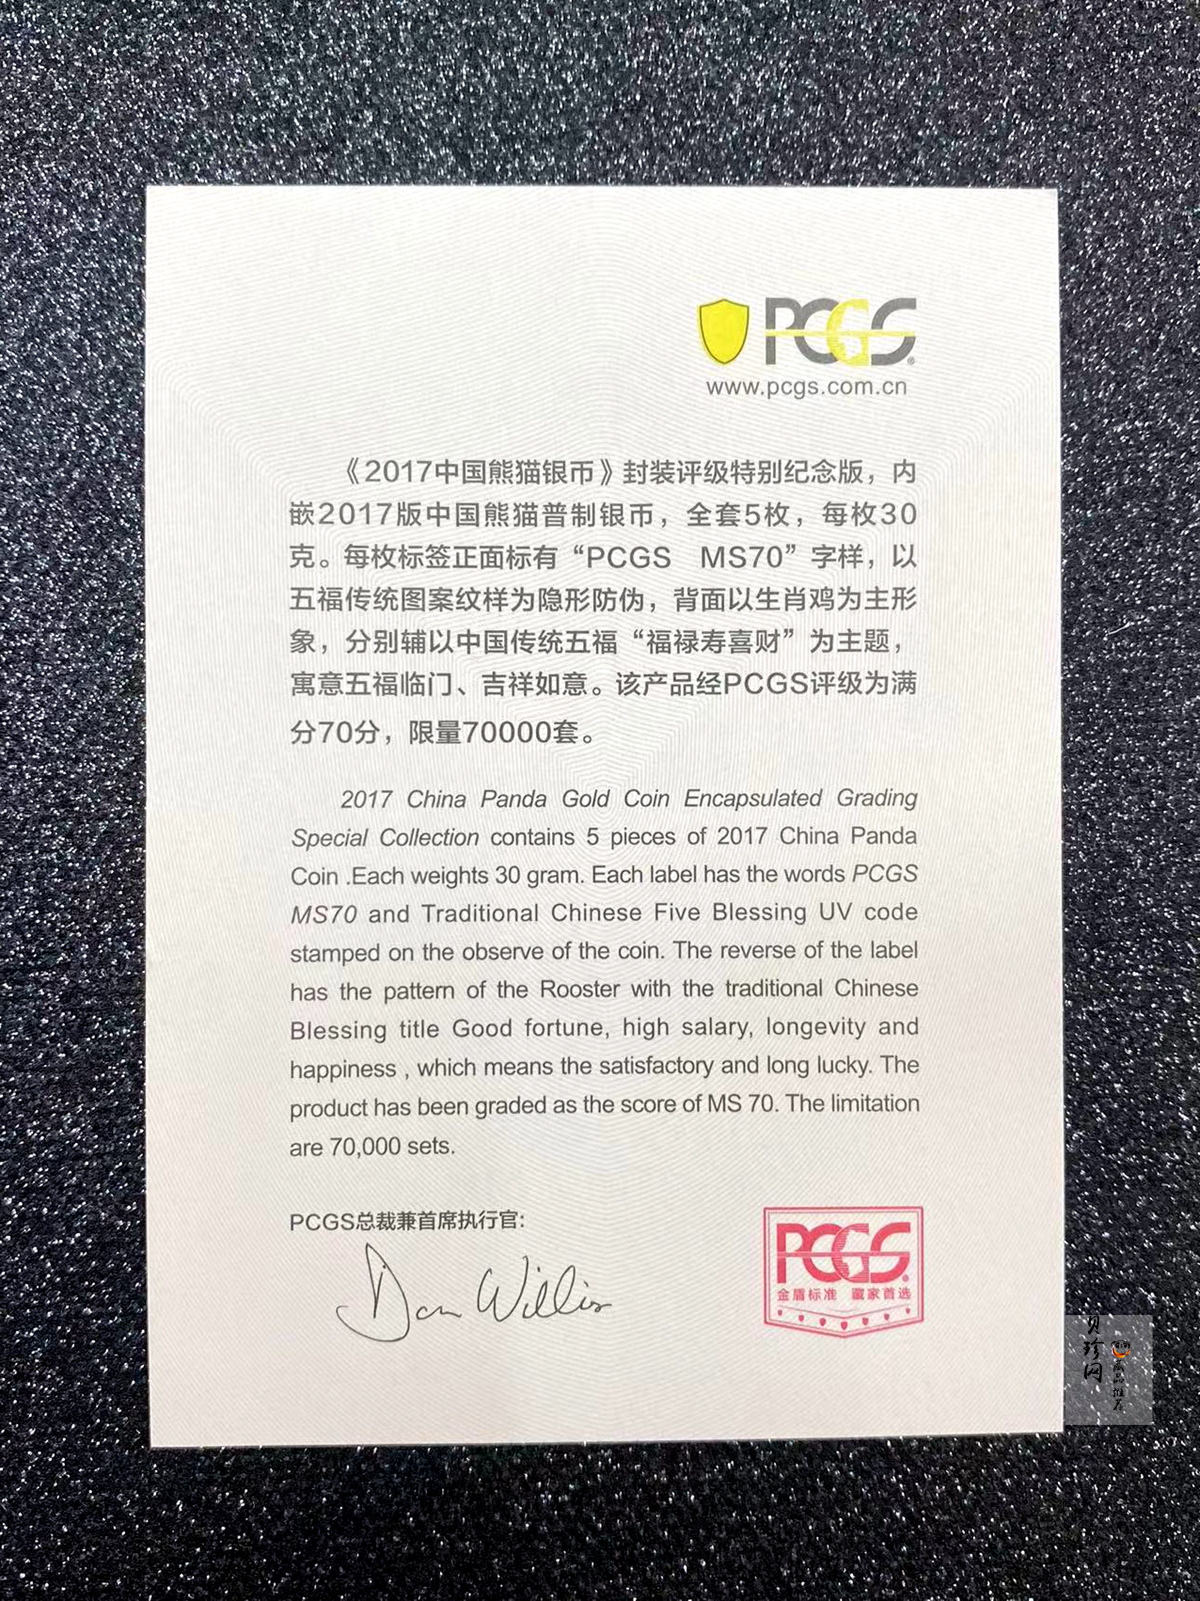 PCGS
www.pcgs.com.cn
《2017中国熊猫银币》封装评级特别纪念版，内
嵌2017版中国熊猫普制银币，全套5枚，每枚30
克。每枚标签正面标有“PCGS MS70”字样，以
五福传统图案纹样为隐形防伪，背面以生肖鸡为主形
象，分别辅以中国传统五福“福禄寿喜财”为主题，
寓意五福临门、吉祥如意。该产品经PCGS评级为满
分70分，限量70000套。
2017 China Panda Gold Coin Encapsulated Grading
Special Collection contains 5 pieces of 2017 China Panda
Coin .Each weights 30 gram. Each label has the words PCGS
MS70 and Traditional Chinese Five Blessing UV code
stamped on the observe of the coin. The reverse of the label
has the pattern of the Rooster with the traditional Chinese
Blessing title Good fortune, high salary, longevity and
happiness , which means the satisfactory and long lucky. The
product has been graded as the score of MS 70. The limitation
are 70,000 sets.
PCGS总裁兼首席执行官:
Don Willis
PCGS
金盾标准 赢家首选
贝珍网
藏品推荐